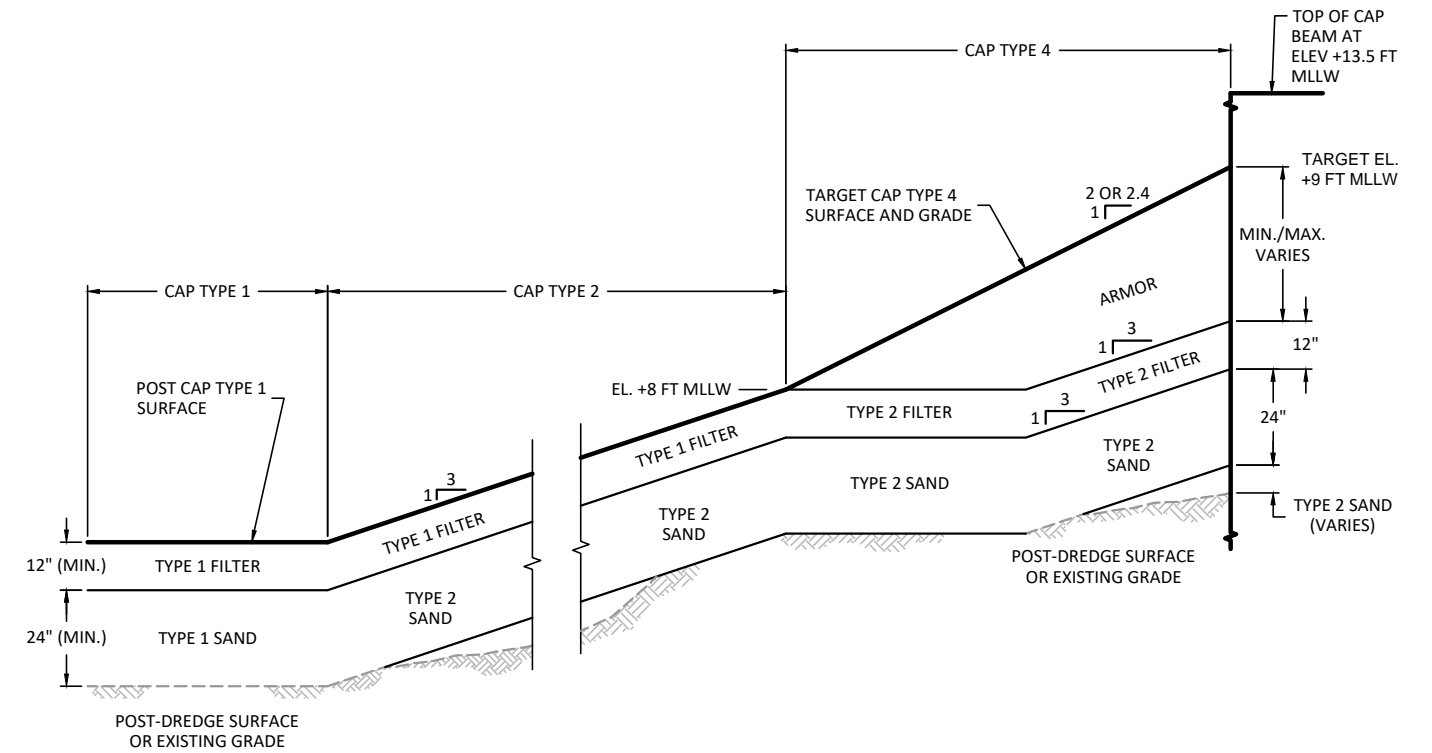 TOP OF CAP
BEAM AT
ELEV +13.5 FT
MLLW
CAP TYPE 4
TARGET EL.
+9 FT MLLW
TARGET CAP TYPE 4
SURFACE AND GRADE
2 OR 2.4
1
MIN./MAX.
VARIES
CAP TYPE 1
CAP TYPE 2
ARMOR
3
1
12"
POST CAP TYPE 1
SURFACE
EL. +8 FT MLLW
TYPE 2 FILTER
TYPE 2 FILTER
3
1
24"
TYPE 1 FILTER
TYPE 2
SAND
TYPE 2 SAND
3
1
TYPE 1 FILTER
TYPE 2
SAND
TYPE 2 SAND
(VARIES)
12" (MIN.)
TYPE 1 FILTER
POST-DREDGE SURFACE
OR EXISTING GRADE
TYPE 2
SAND
24" (MIN.)
TYPE 1 SAND
POST-DREDGE SURFACE
OR EXISTING GRADE